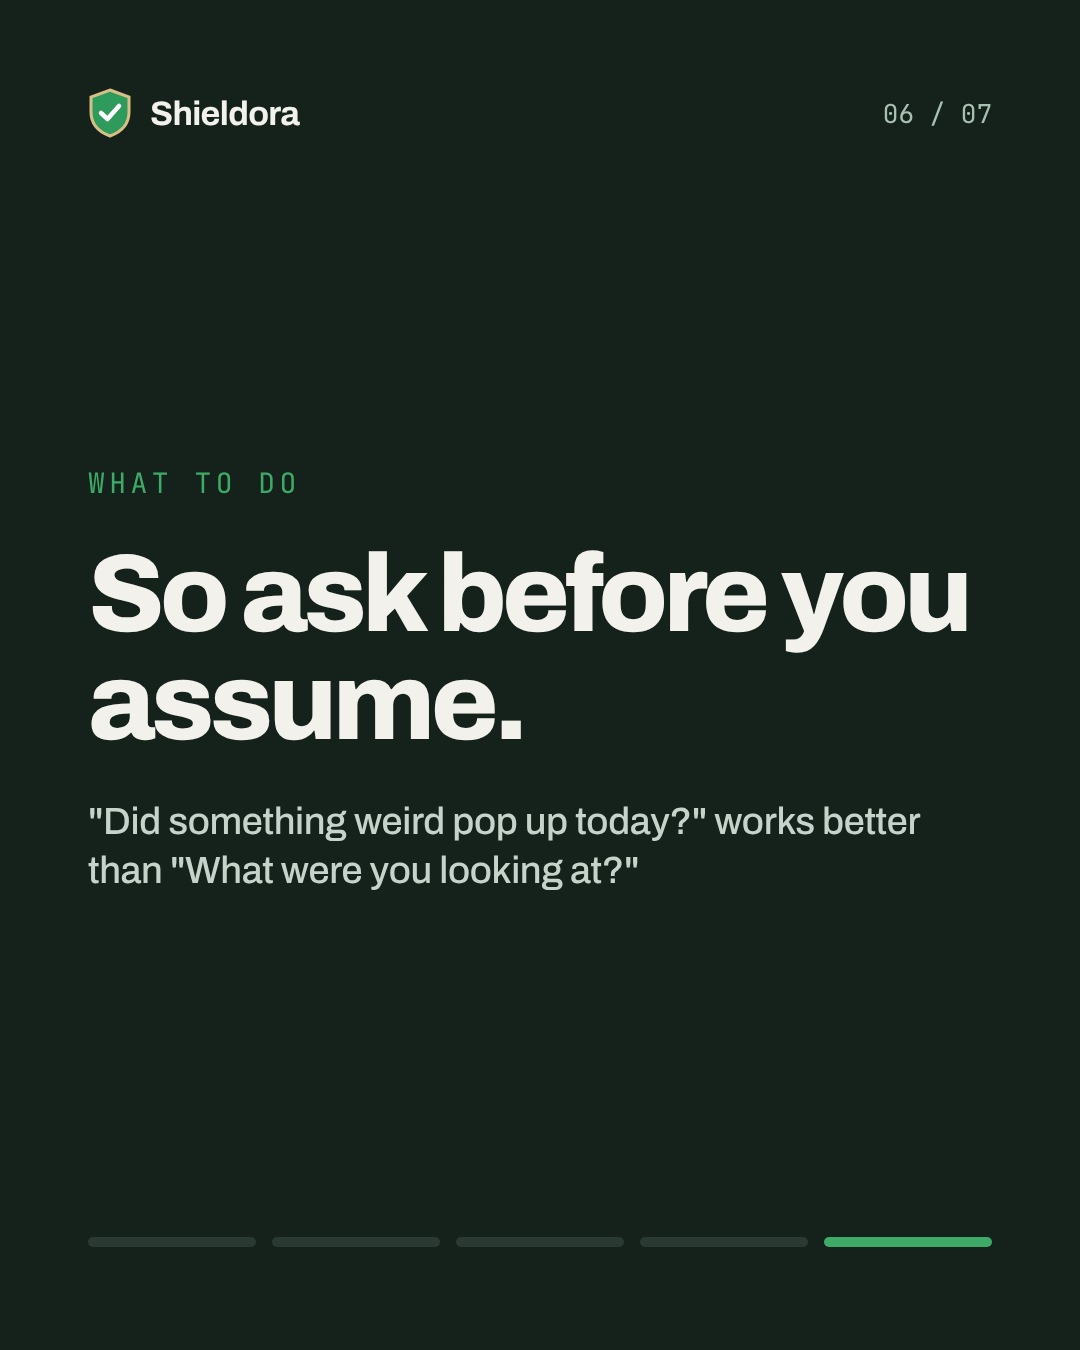 Shieldora
06 / 07
WHAT TO DO
So ask before you
assume.
"Did something weird pop up today?" works better
than "What were you looking at?"